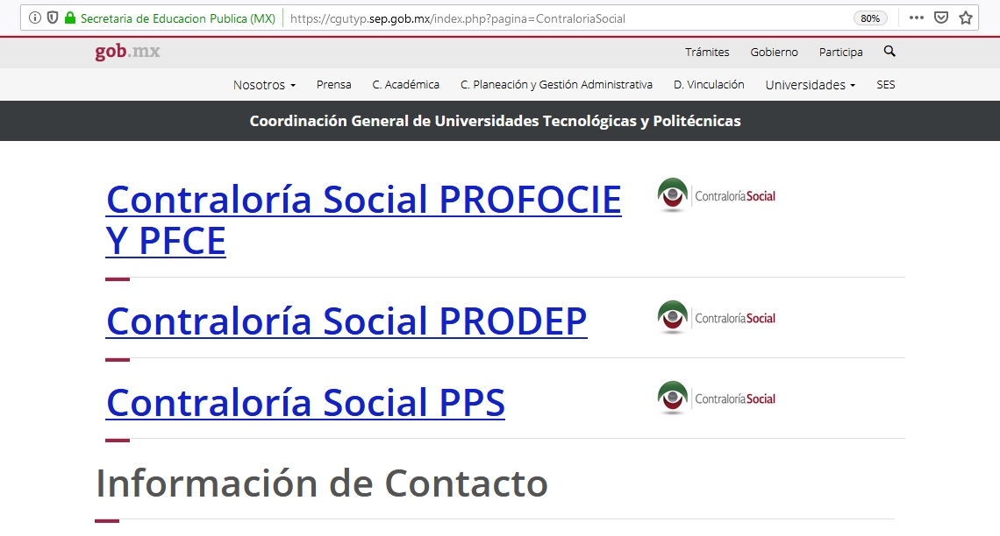 Secretaria de Educacion Publica (MX) https://cgutyp.sep.gob.mx/index.php?pagina=ContraloriaSocial 80%
gob.mx Trámites Gobierno Participa
Nosotros Prensa C. Académica C. Planeación y Gestión Administrativa D. Vinculación Universidades SES
Coordinación General de Universidades Tecnológicas y Politécnicas
Contraloría Social PROFOCIE ContraloríaSocial
Y PFCE
Contraloría Social PRODEP ContraloríaSocial
Contraloría Social PPS ContraloríaSocial
Información de Contacto